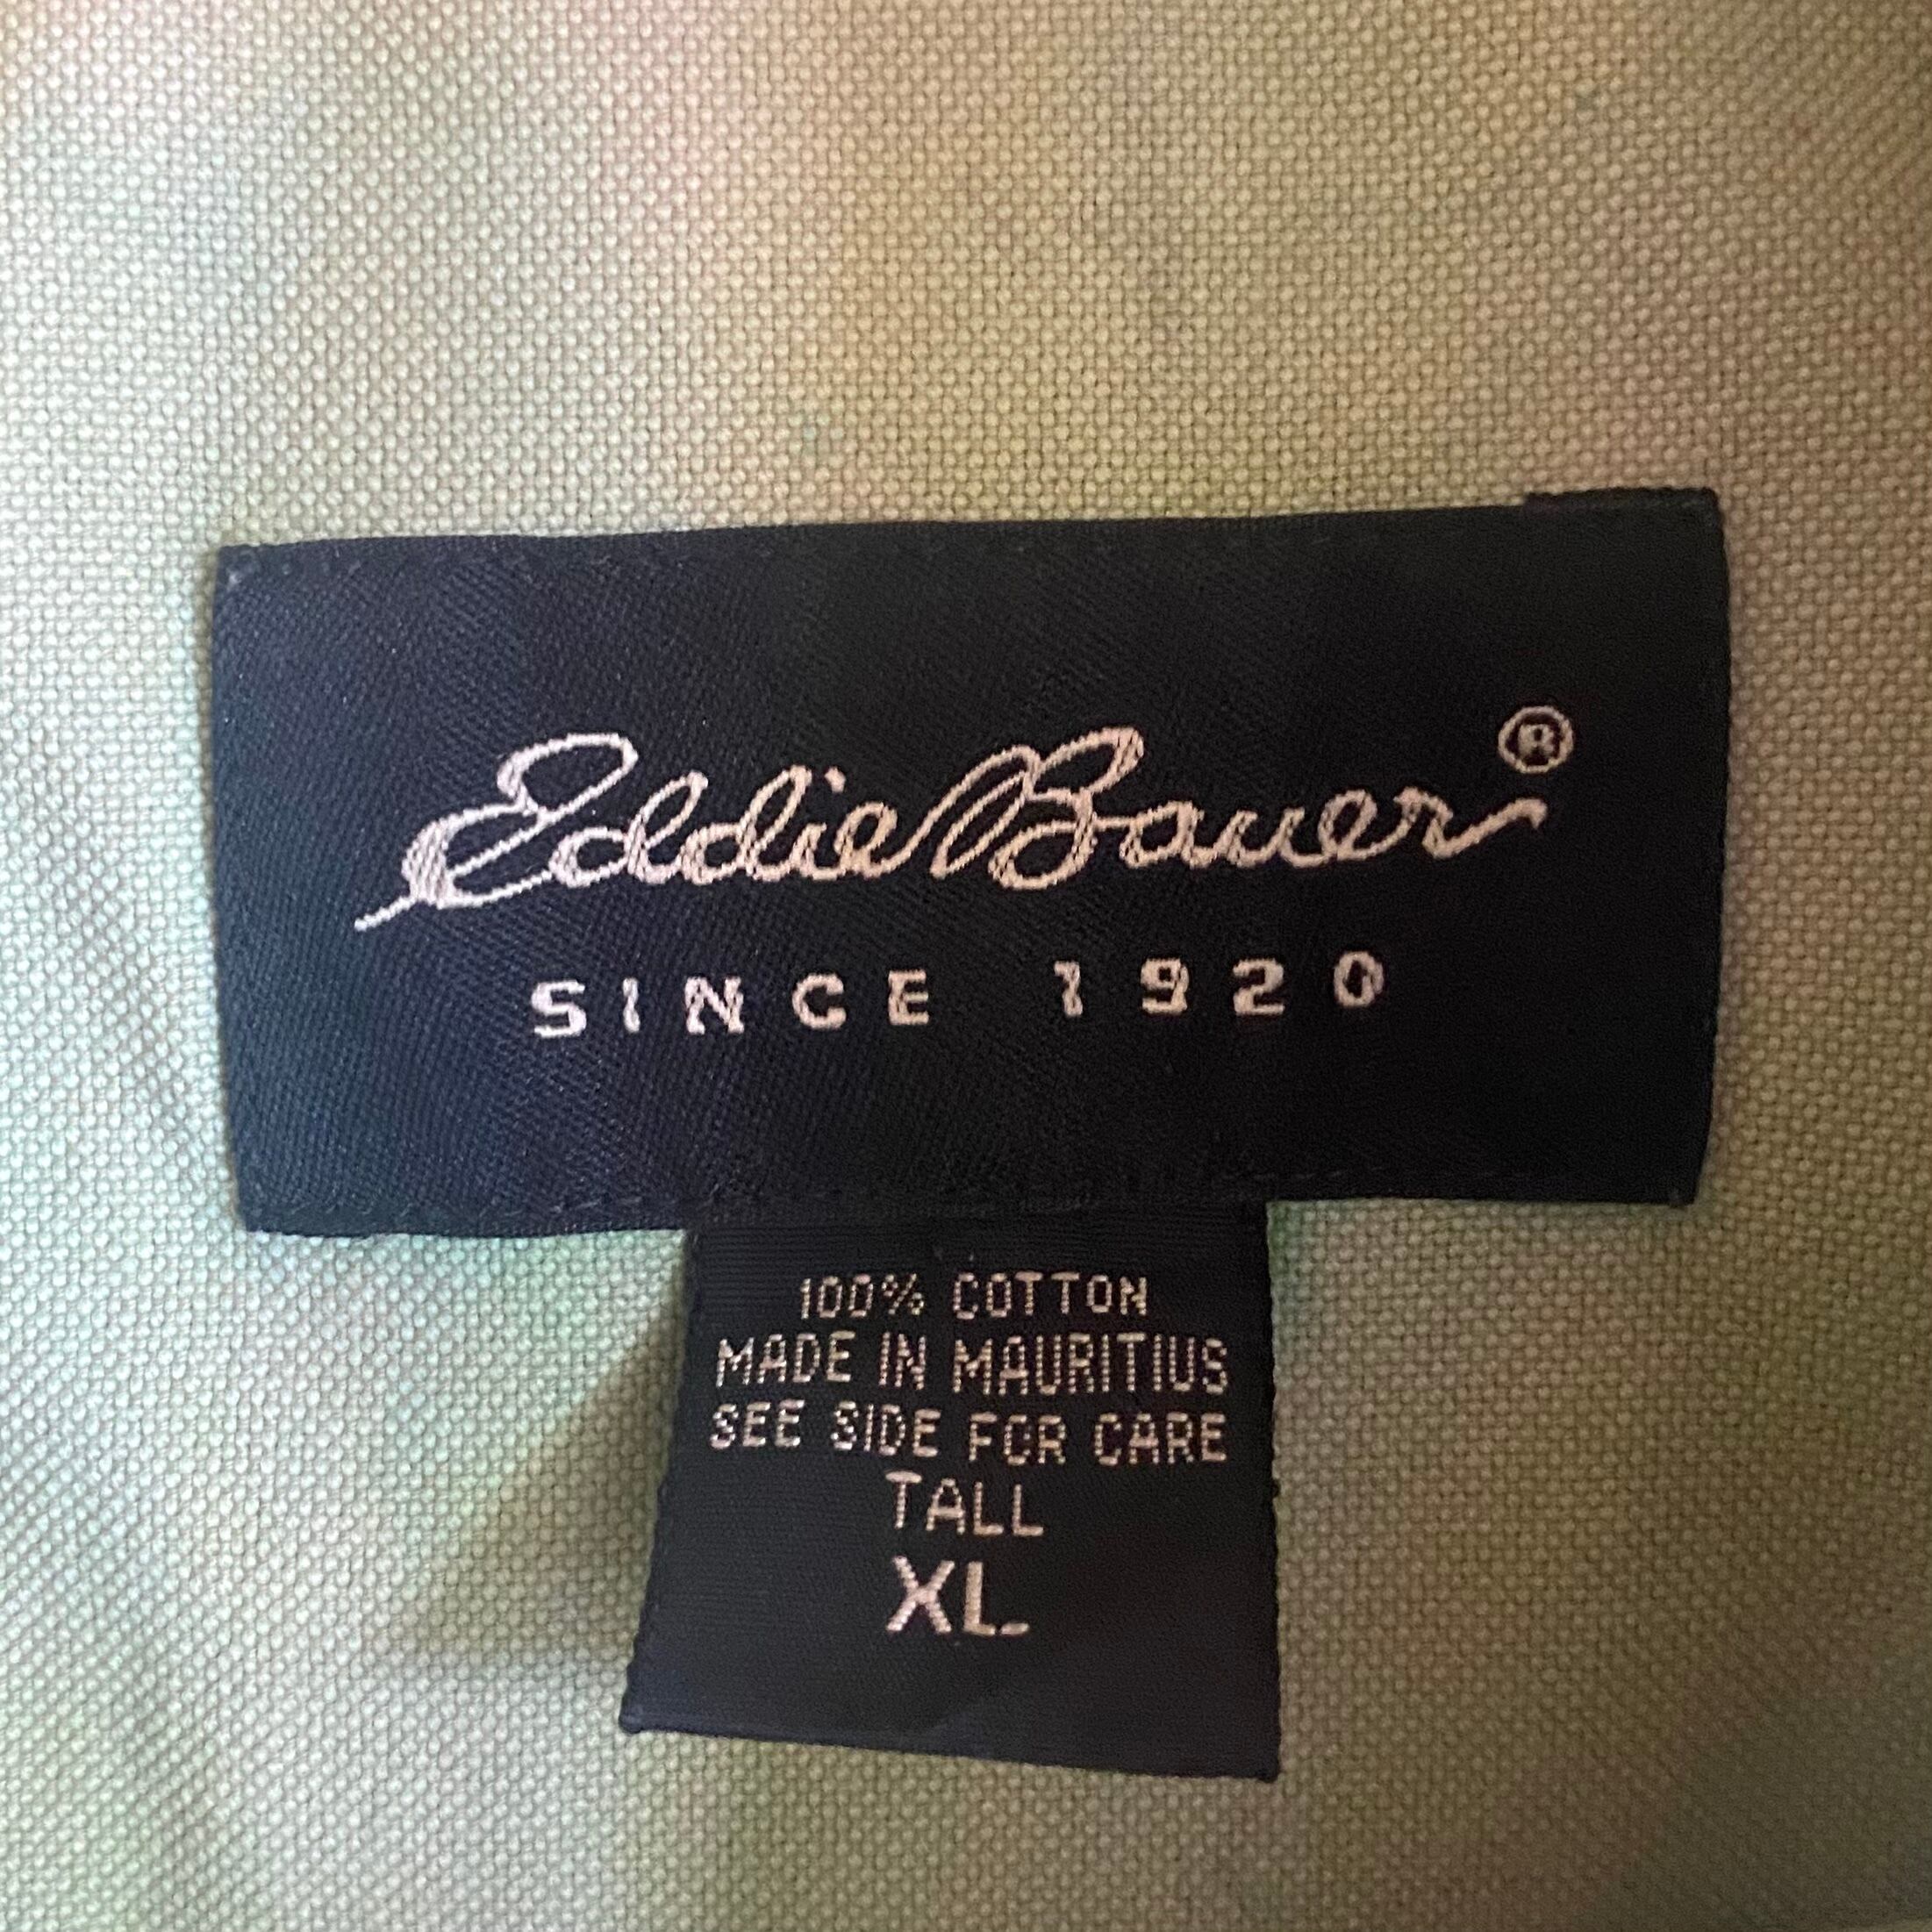 Eddie Bauer®
SINCE 1920
100% COTTON
MADE IN MAURITIUS
SEE SIDE FOR CARE
TALL
XL